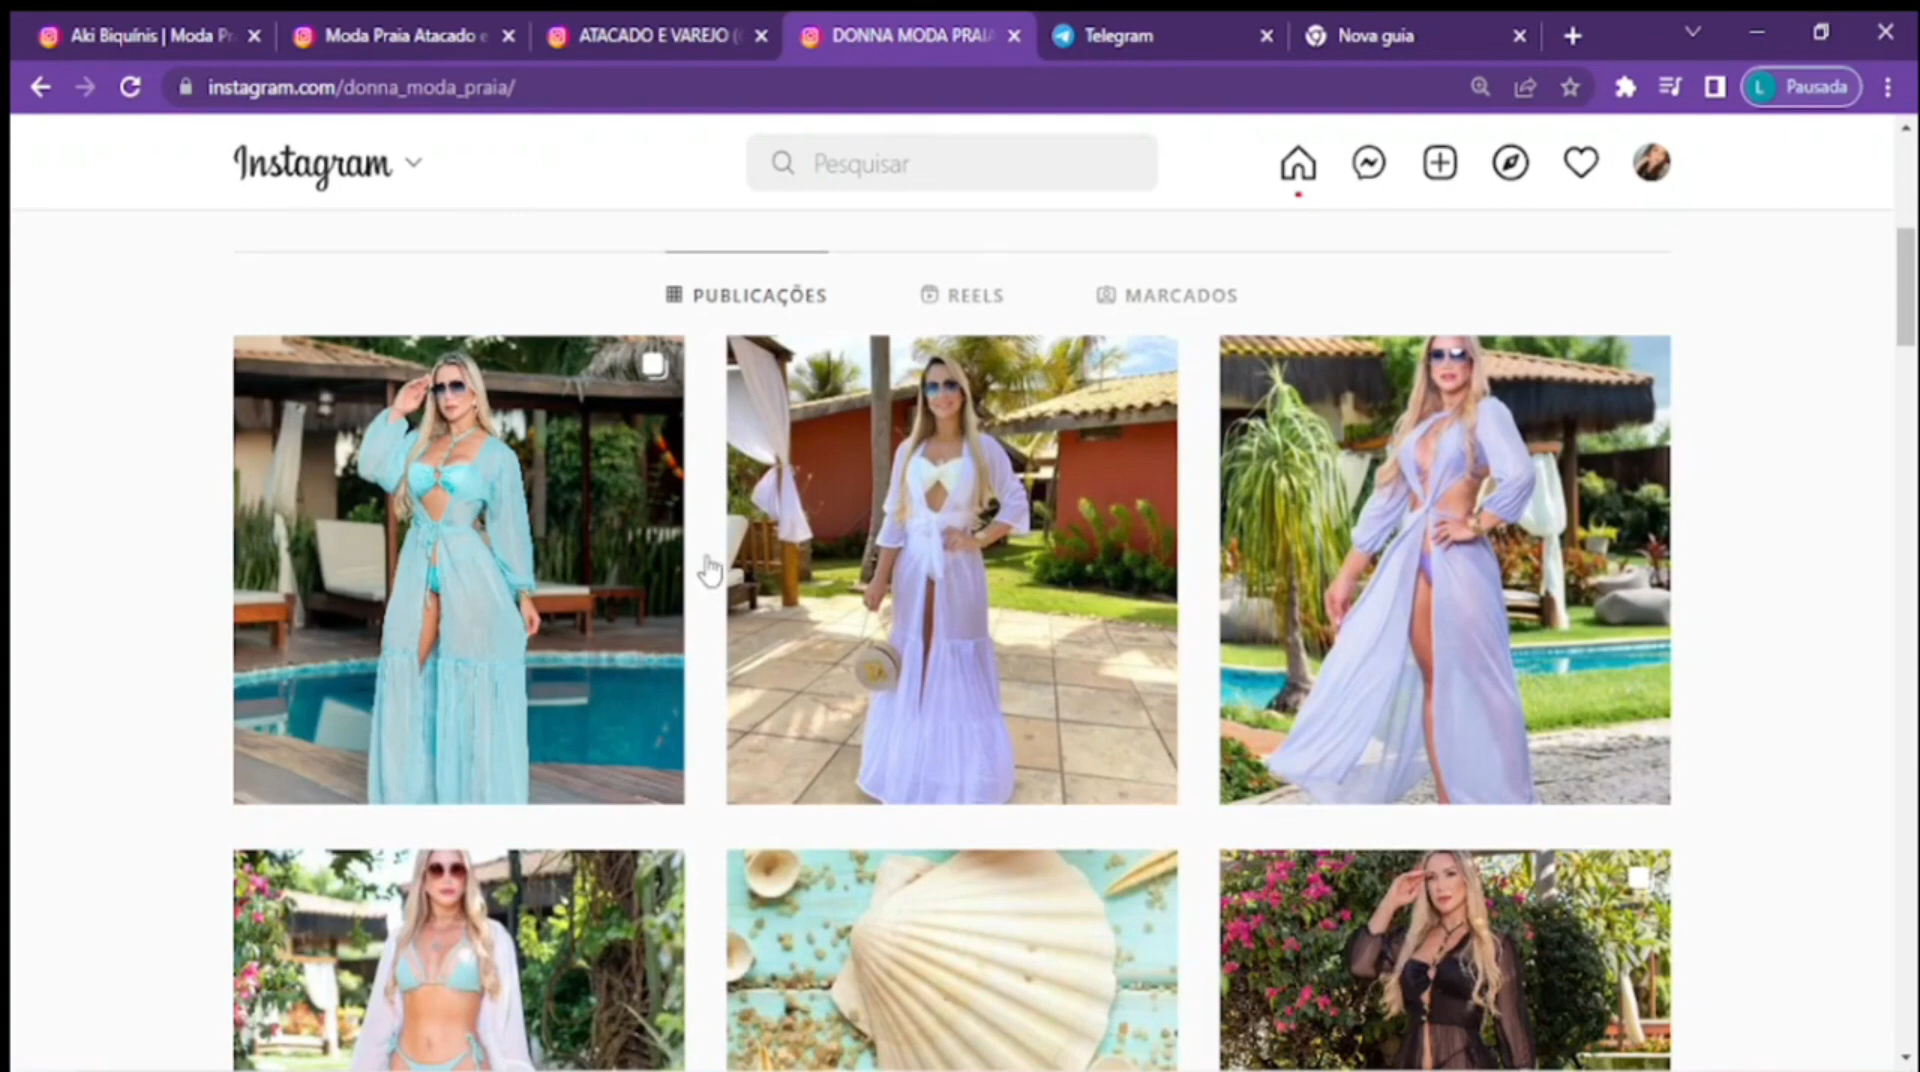 Aki Biquínis | Moda Pr
Moda Praia Atacado e
ATACADO E VAREJO (
DONNA MODA PRAIA
Telegram
Nova guia
instagram.com/donna_moda_praia/
L Pausada
Instagram
Pesquisar
PUBLICAÇÕES
REELS
MARCADOS